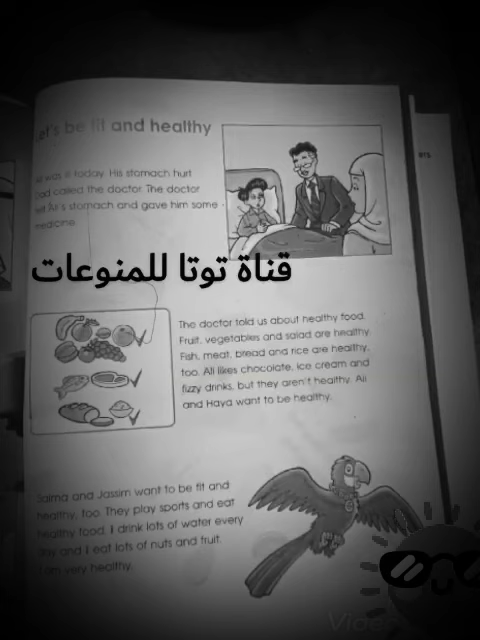 let's be fit and healthy
was ill today. His stomach hurt
Dad called the doctor. The doctor
felt Ali's stomach and gave him some
medicine.
قناة توتا للمنوعات
The doctor told us about healthy food.
Fruit, vegetables and salad are healthy.
Fish, meat, bread and rice are healthy,
too. Ali likes chocolate, ice cream and
fizzy drinks, but they aren't healthy. Ali
and Haya want to be healthy.
Salma and Jassim want to be fit and
healthy, too. They play sports and eat
healthy food. I drink lots of water every
day and I eat lots of nuts and fruit.
I am very healthy.